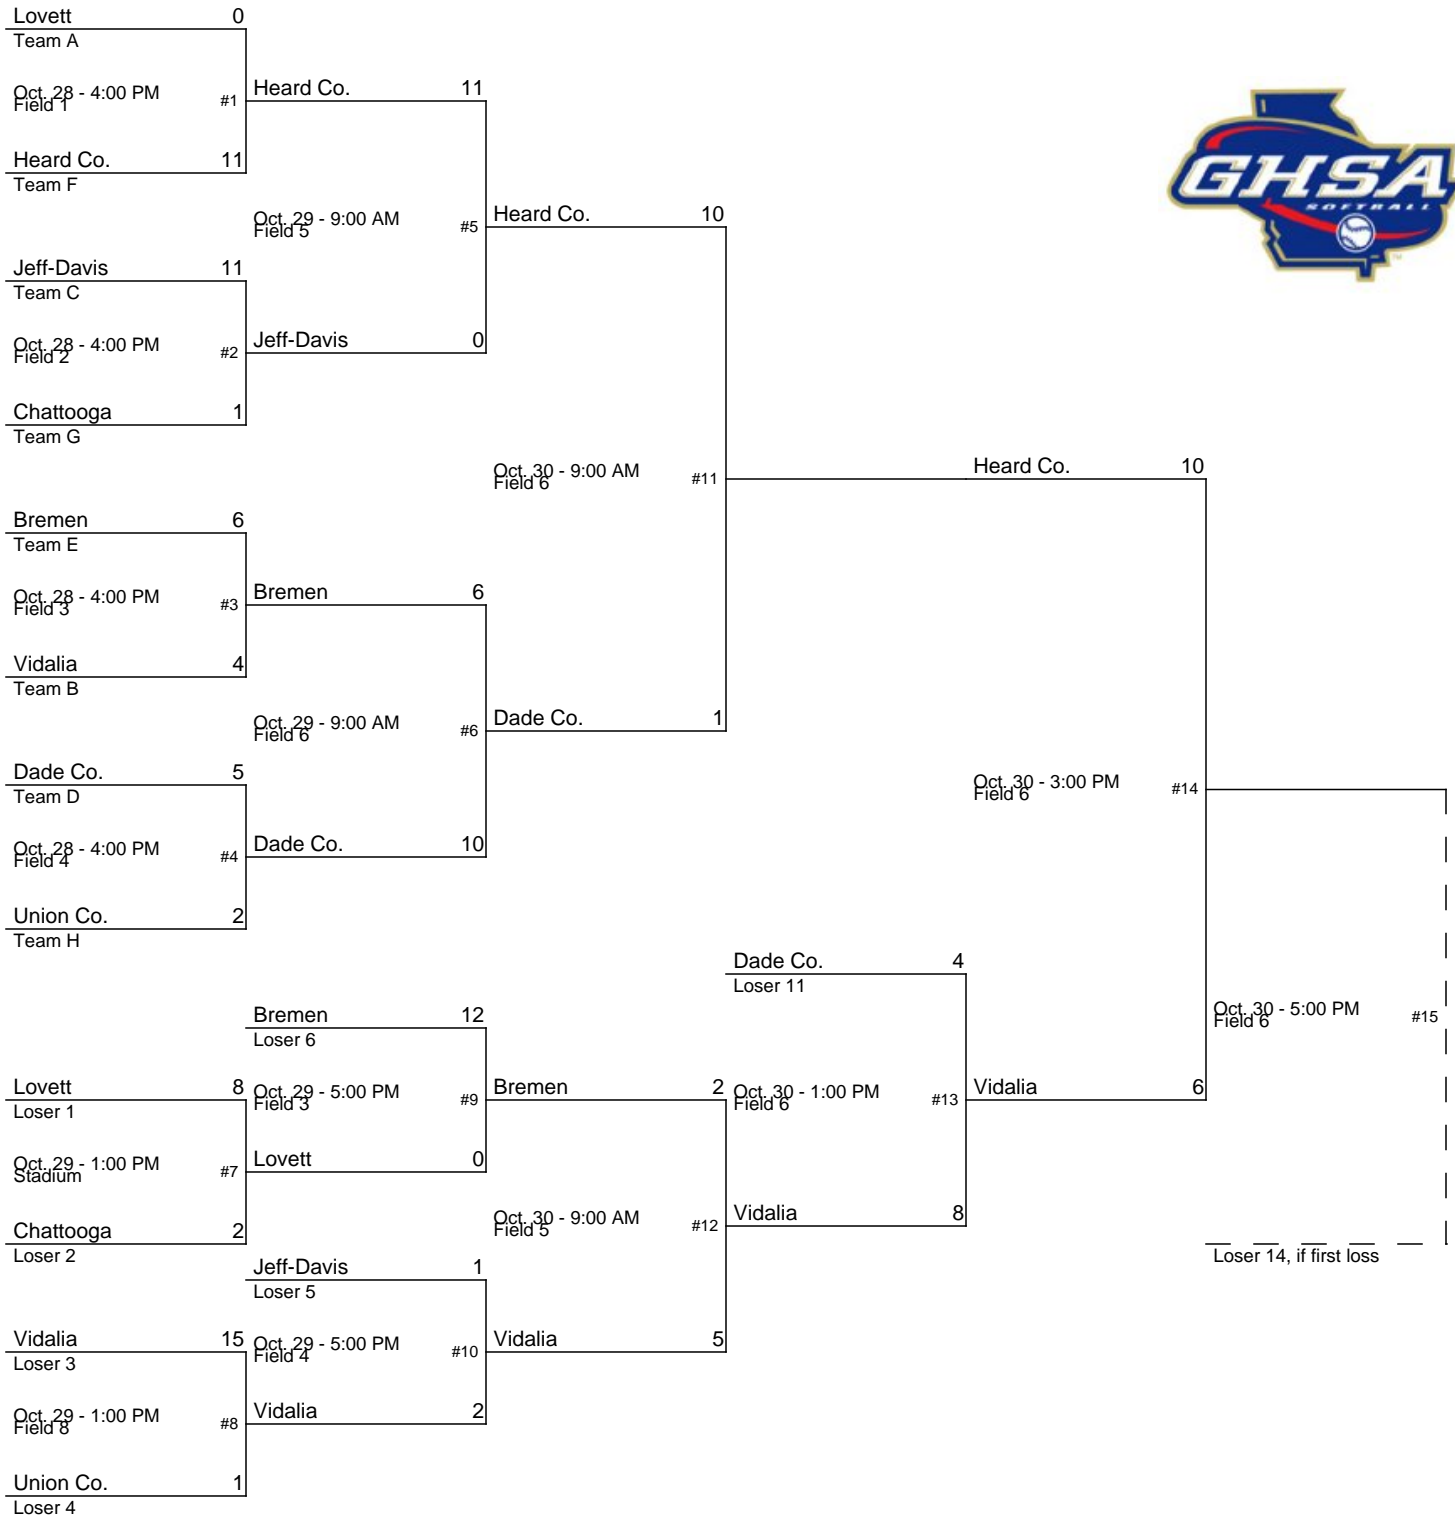 Lovett 0
Team A
Oct. 28 - 4:00 PM
Field 1
#1
Heard Co. 11
Heard Co. 11
Team F
Oct. 29 - 9:00 AM
Field 5
#5
Heard Co. 10
Jeff-Davis 11
Team C
Oct. 28 - 4:00 PM
Field 2
#2
Jeff-Davis 0
Chattooga 1
Team G
Oct. 30 - 9:00 AM
Field 6
#11
Heard Co. 10
Bremen 6
Team E
Oct. 28 - 4:00 PM
Field 3
#3
Bremen 6
Vidalia 4
Team B
Oct. 29 - 9:00 AM
Field 6
#6
Dade Co. 1
Dade Co. 5
Team D
Oct. 28 - 4:00 PM
Field 4
#4
Dade Co. 10
Union Co. 2
Team H
Oct. 30 - 3:00 PM
Field 6
#14
Dade Co. 4
Loser 11
Bremen 12
Loser 6
Oct. 30 - 5:00 PM
Field 6
#15
Lovett 8
Loser 1
Oct. 29 - 5:00 PM
Field 3
#9
Bremen 2
Oct. 30 - 1:00 PM
Field 6
#13
Vidalia 6
Oct. 29 - 1:00 PM
Stadium
#7
Lovett 0
Chattooga 2
Loser 2
Oct. 30 - 9:00 AM
Field 5
#12
Vidalia 8
Loser 14, if first loss
Jeff-Davis 1
Loser 5
Vidalia 15
Loser 3
Oct. 29 - 5:00 PM
Field 4
#10
Vidalia 5
Oct. 29 - 1:00 PM
Field 8
#8
Vidalia 2
Union Co. 1
Loser 4
GHSA
SOFTBALL
TM